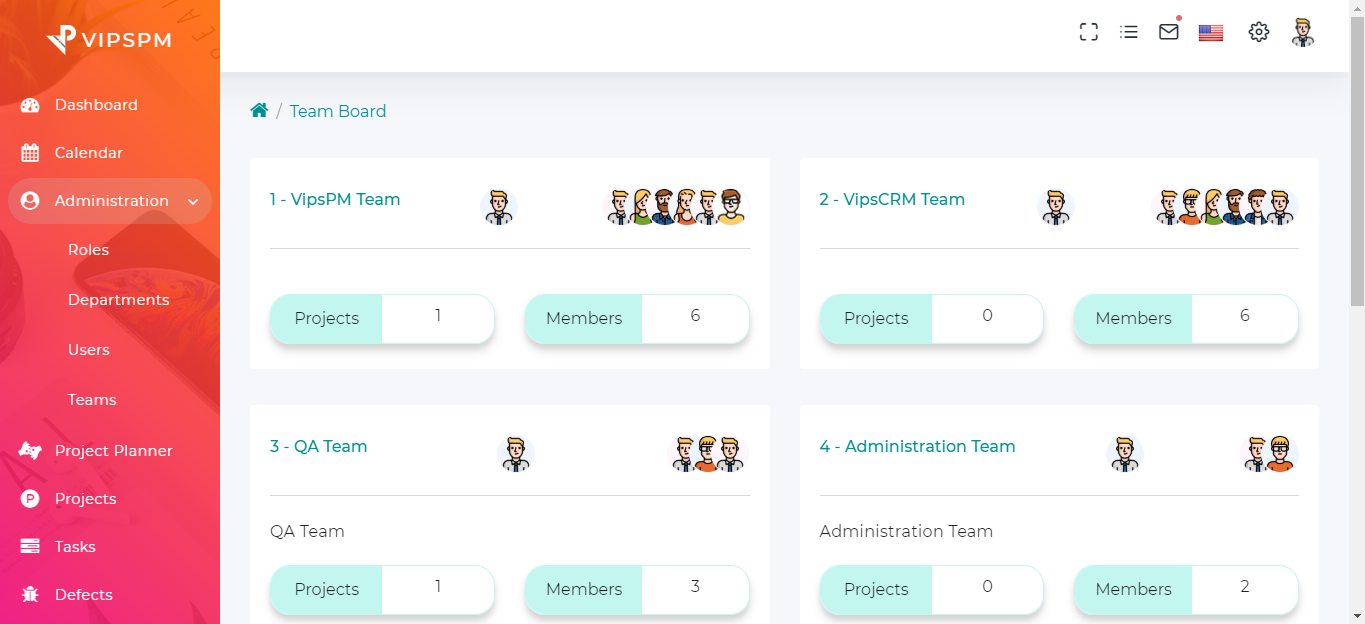 VIPSPM
Dashboard
Calendar
Administration
Roles
Departments
Users
Teams
Project Planner
Projects
Tasks
Defects
/ Team Board
1 - VipsPM Team
Projects 1
Members 6
2 - VipsCRM Team
Projects 0
Members 6
3 - QA Team
QA Team
Projects 1
Members 3
4 - Administration Team
Administration Team
Projects 0
Members 2